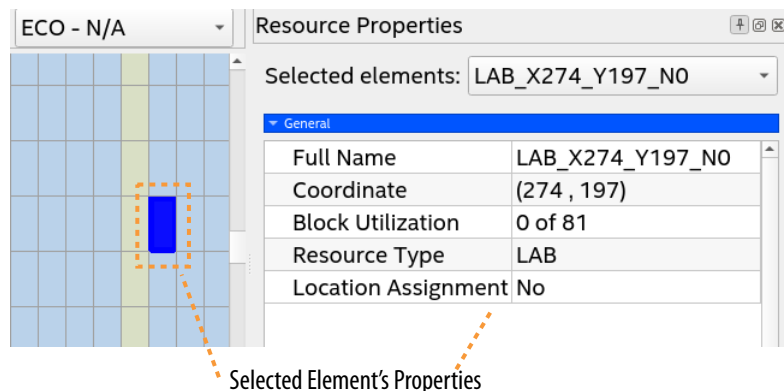 ECO - N/A
Resource Properties
Selected elements: LAB_X274_Y197_N0
General
Full Name LAB_X274_Y197_N0
Coordinate (274 , 197)
Block Utilization 0 of 81
Resource Type LAB
Location Assignment No
Selected Element's Properties